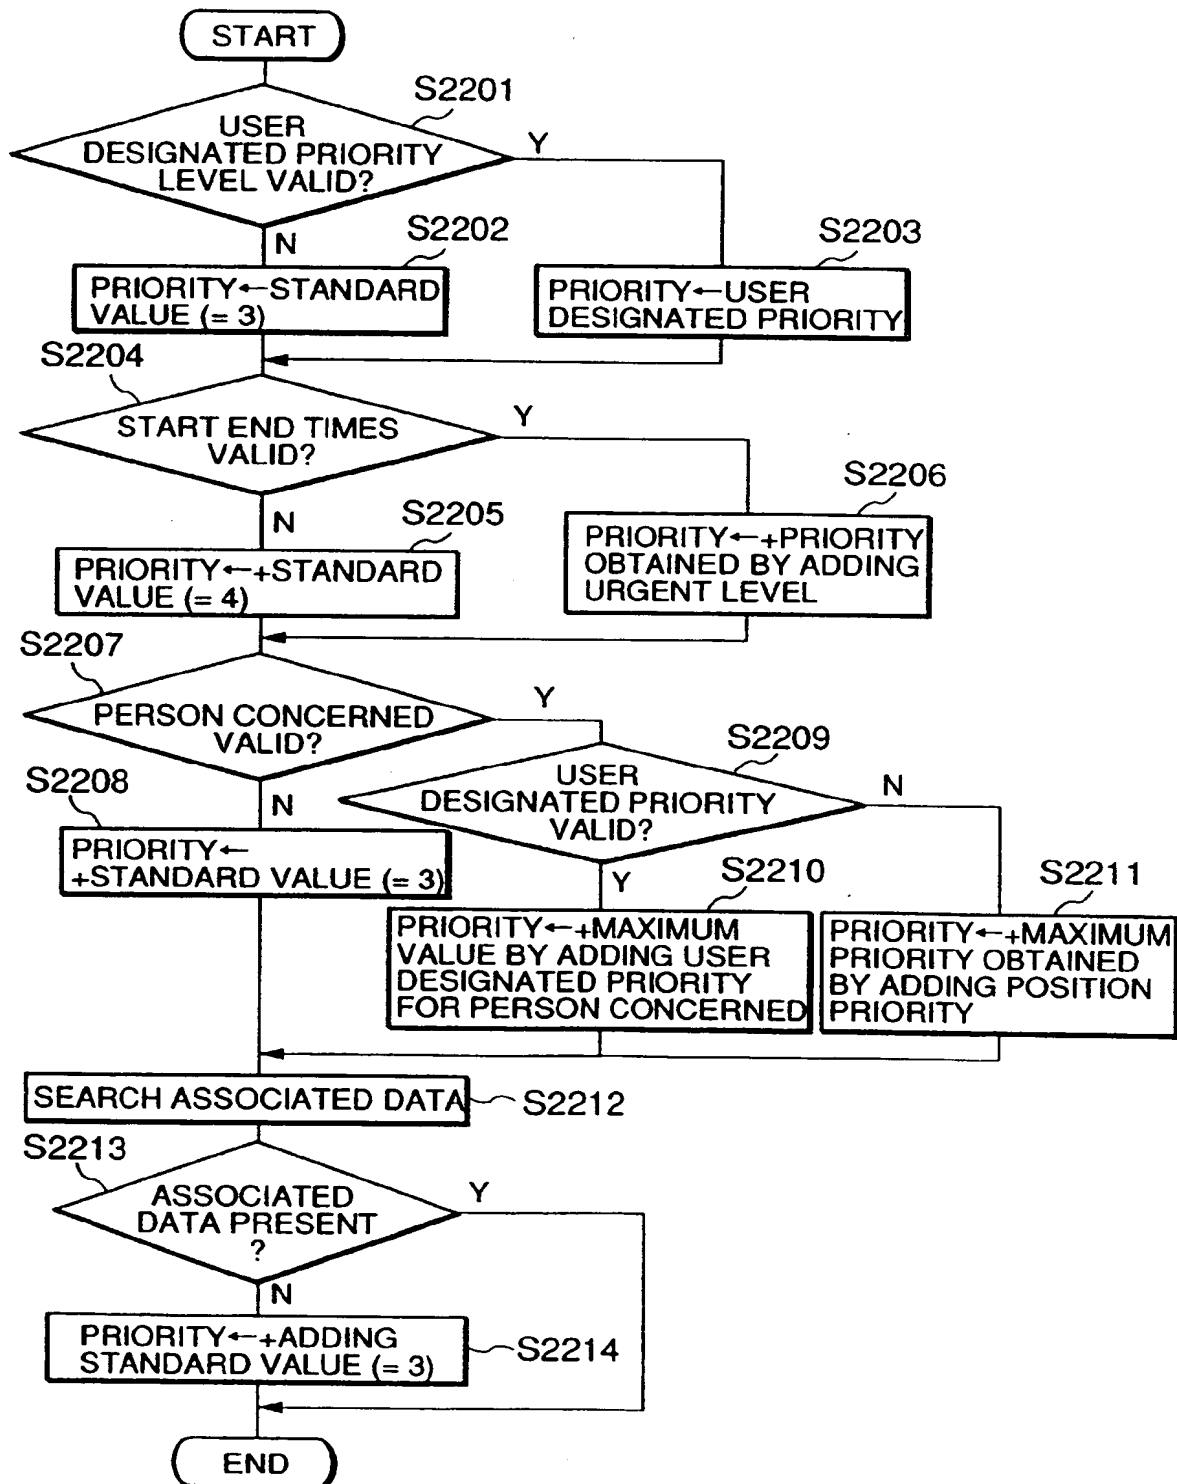 START
S2201
USER
DESIGNATED PRIORITY
LEVEL VALID?
Y
N
S2202
PRIORITY←STANDARD
VALUE (= 3)
S2203
PRIORITY←USER
DESIGNATED PRIORITY
S2204
START END TIMES
VALID?
Y
N
S2205
PRIORITY←+STANDARD
VALUE (= 4)
S2206
PRIORITY←+PRIORITY
OBTAINED BY ADDING
URGENT LEVEL
S2207
PERSON CONCERNED
VALID?
Y
N
S2208
PRIORITY←
+STANDARD VALUE (= 3)
S2209
USER
DESIGNATED PRIORITY
VALID?
N
Y
S2210
PRIORITY←+MAXIMUM
VALUE BY ADDING USER
DESIGNATED PRIORITY
FOR PERSON CONCERNED
S2211
PRIORITY←+MAXIMUM
PRIORITY OBTAINED
BY ADDING POSITION
PRIORITY
SEARCH ASSOCIATED DATA
S2212
S2213
ASSOCIATED
DATA PRESENT
?
Y
N
PRIORITY←+ADDING
STANDARD VALUE (= 3)
S2214
END